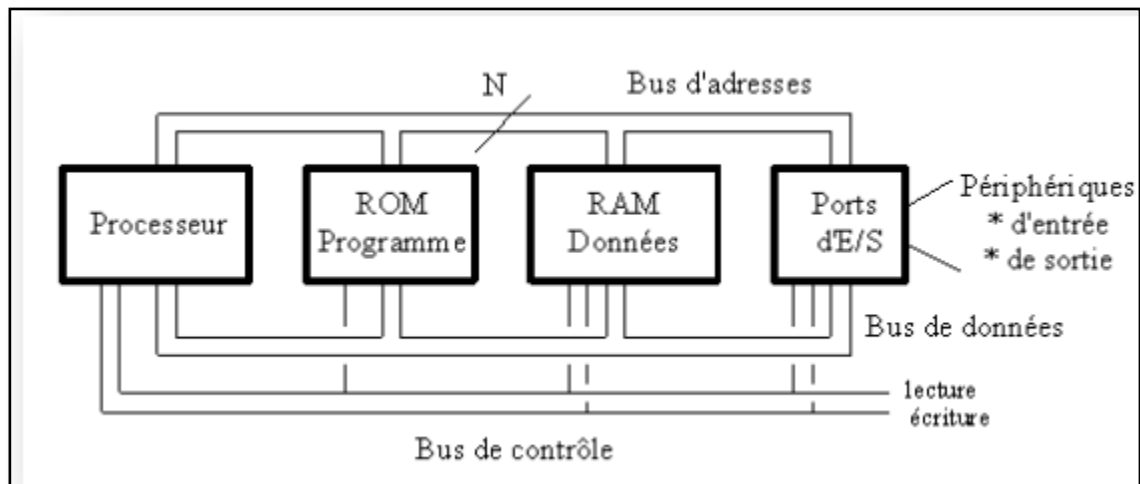 N
Bus d'adresses
Processeur
ROM
Programme
RAM
Données
Ports
d'E/S
Périphériques
* d'entrée
* de sortie
Bus de données
lecture
écriture
Bus de contrôle